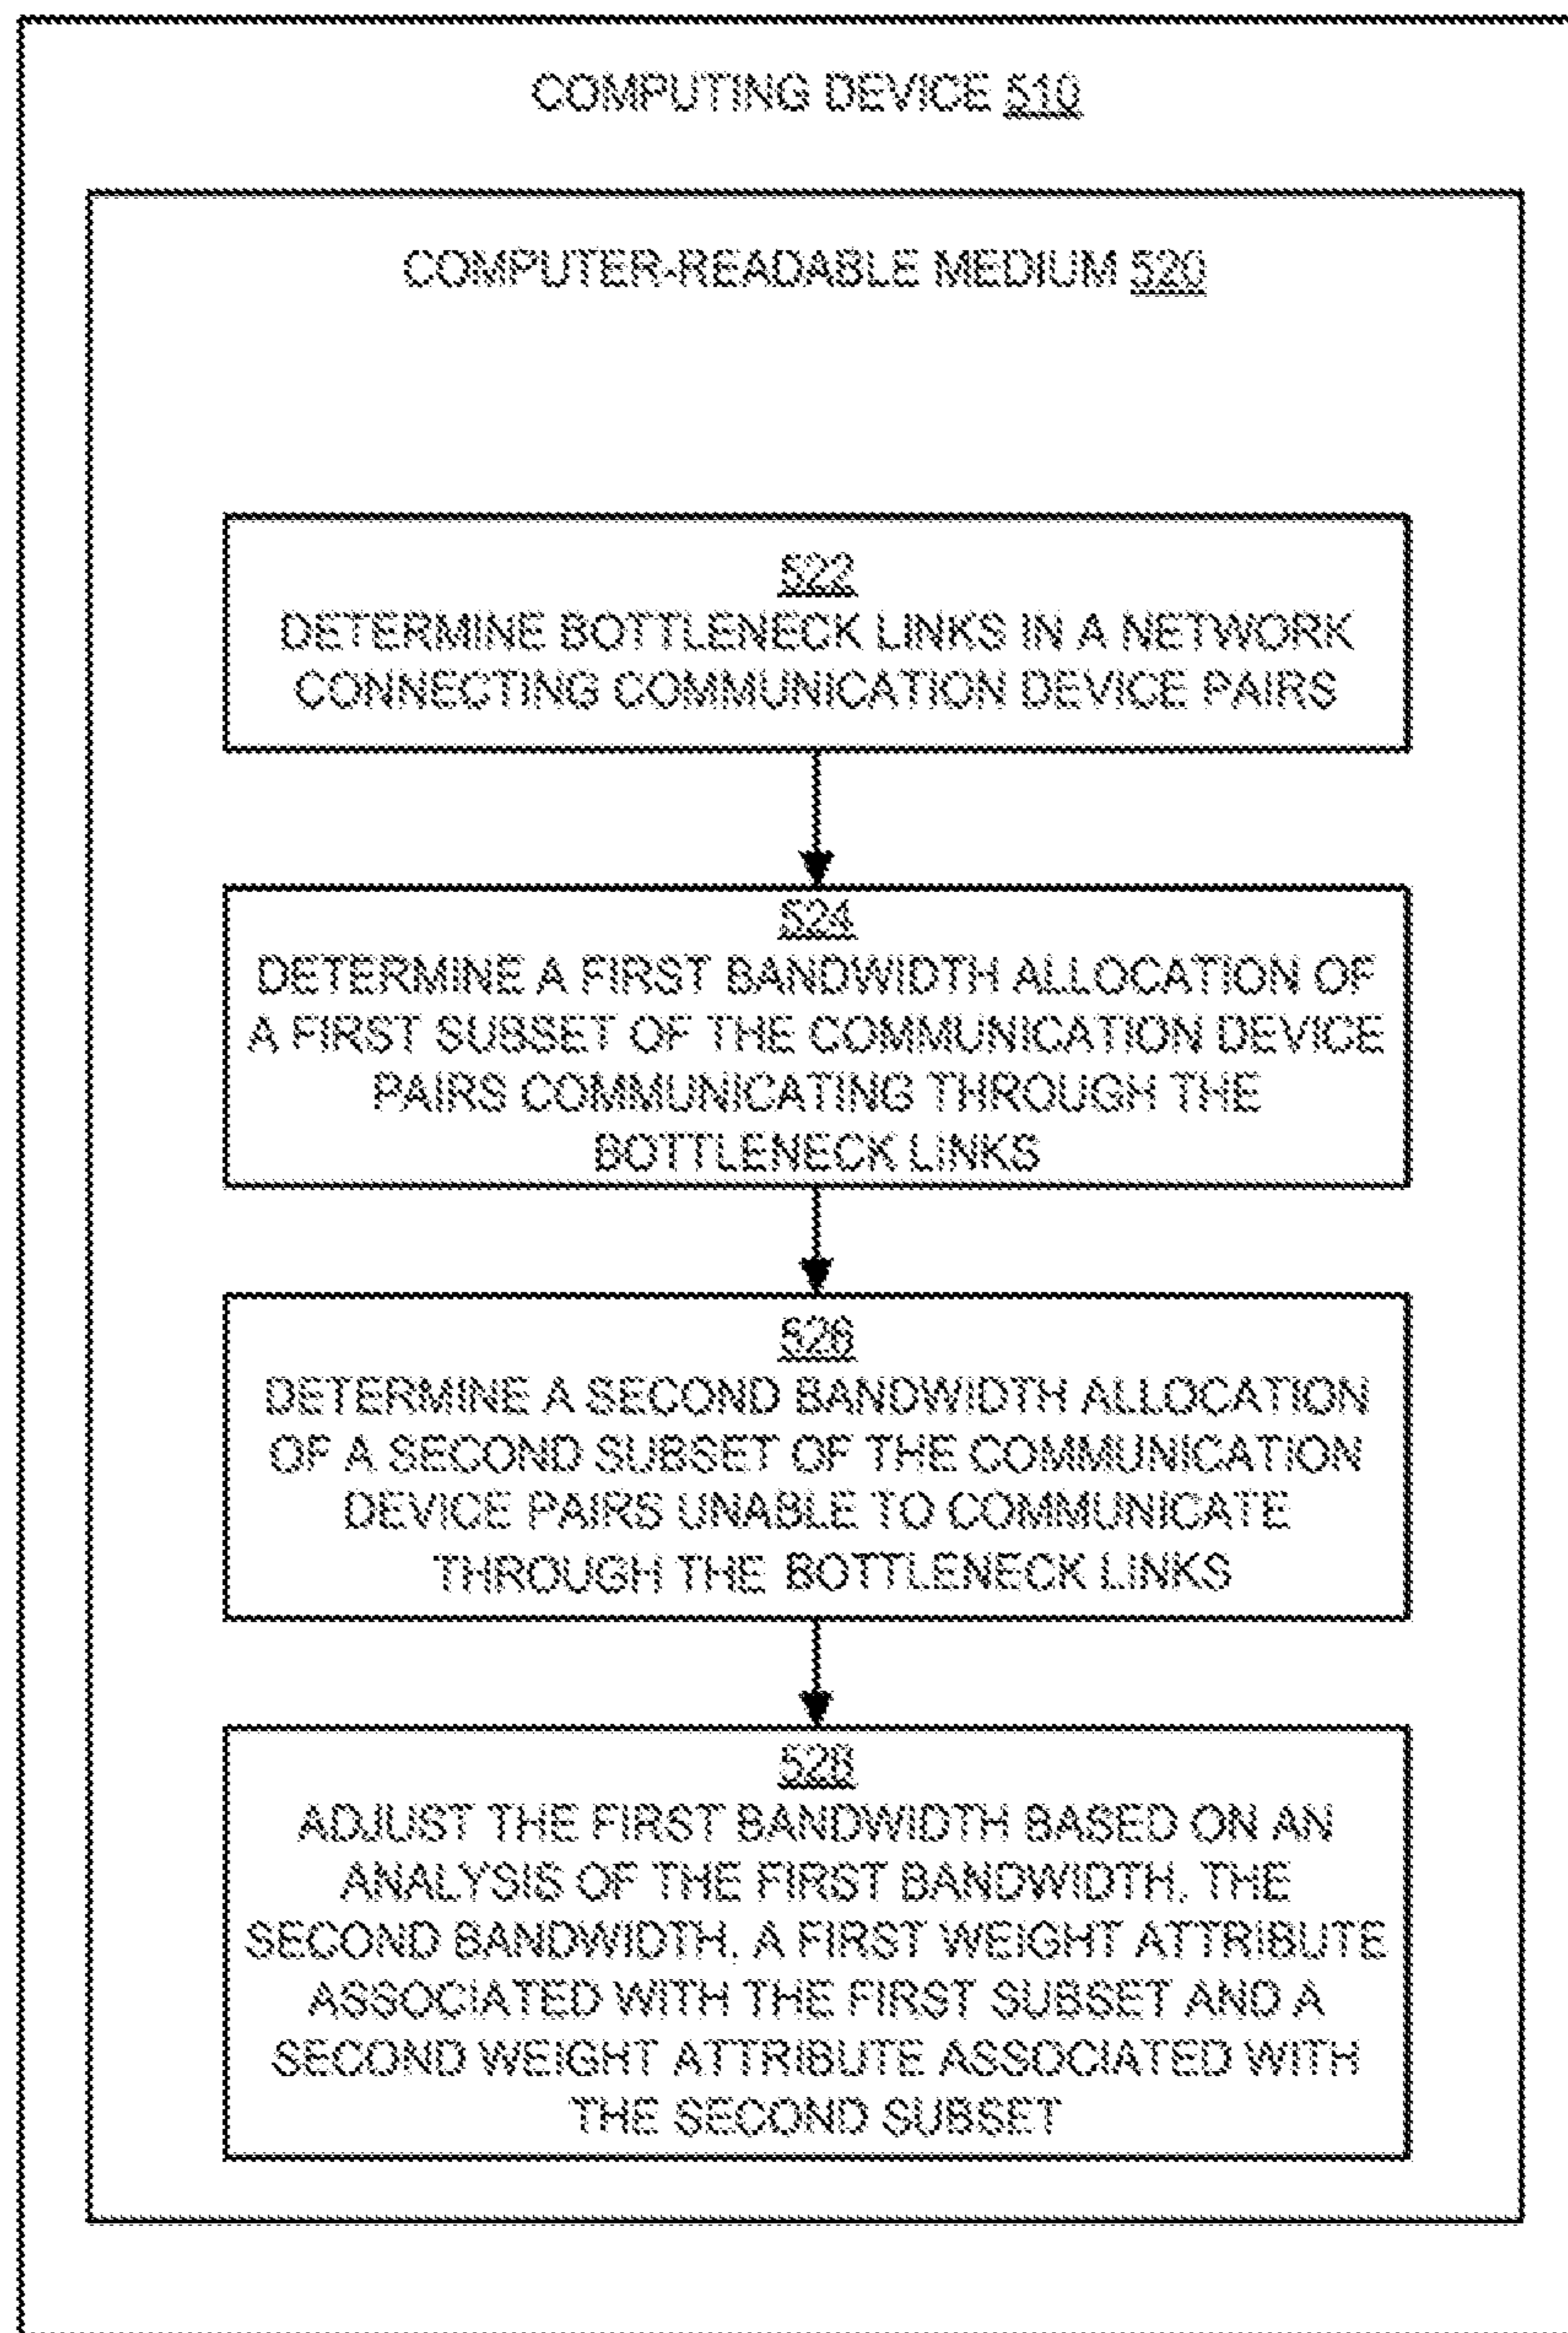 COMPUTING DEVICE 510
COMPUTER-READABLE MEDIUM 520
522
DETERMINE BOTTLENECK LINKS IN A NETWORK
CONNECTING COMMUNICATION DEVICE PAIRS
524
DETERMINE A FIRST BANDWIDTH ALLOCATION OF
A FIRST SUBSET OF THE COMMUNICATION DEVICE
PAIRS COMMUNICATING THROUGH THE
BOTTLENECK LINKS
526
DETERMINE A SECOND BANDWIDTH ALLOCATION
OF A SECOND SUBSET OF THE COMMUNICATION
DEVICE PAIRS UNABLE TO COMMUNICATE
THROUGH THE BOTTLENECK LINKS
528
ADJUST THE FIRST BANDWIDTH BASED ON AN
ANALYSIS OF THE FIRST BANDWIDTH, THE
SECOND BANDWIDTH, A FIRST WEIGHT ATTRIBUTE
ASSOCIATED WITH THE FIRST SUBSET AND A
SECOND WEIGHT ATTRIBUTE ASSOCIATED WITH
THE SECOND SUBSET